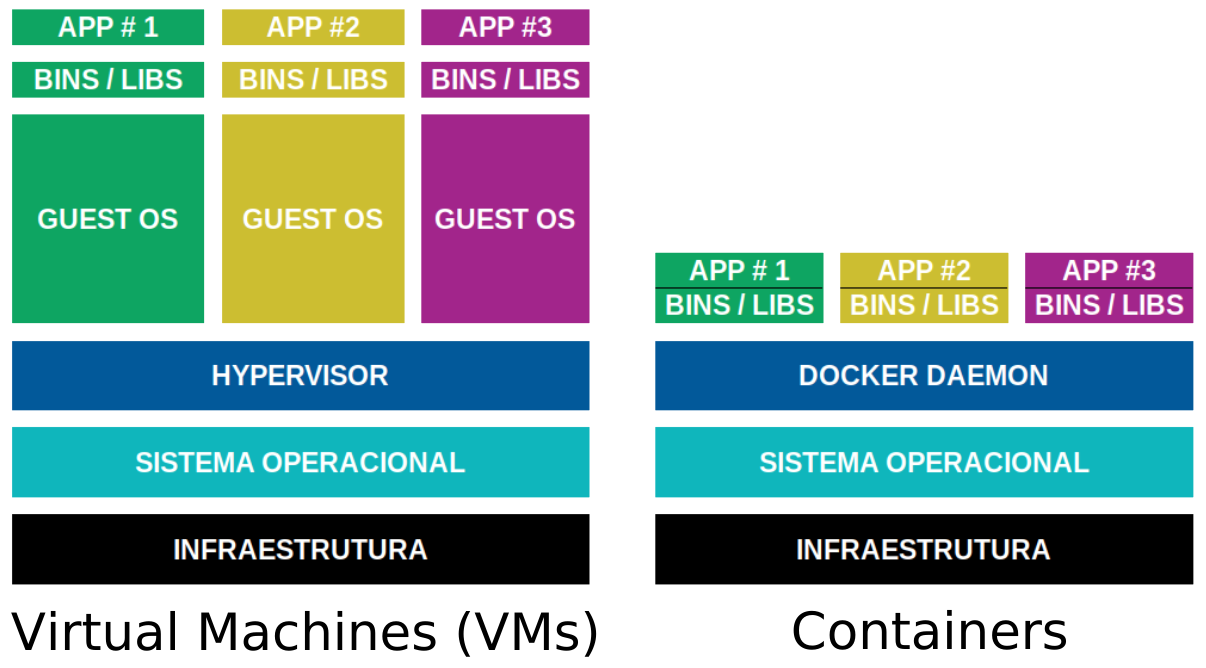 APP # 1
APP #2
APP #3
BINS / LIBS
BINS / LIBS
BINS / LIBS
GUEST OS
GUEST OS
GUEST OS
HYPERVISOR
SISTEMA OPERACIONAL
INFRAESTRUTURA
Virtual Machines (VMs)
APP # 1
BINS / LIBS
APP #2
BINS / LIBS
APP #3
BINS / LIBS
DOCKER DAEMON
SISTEMA OPERACIONAL
INFRAESTRUTURA
Containers